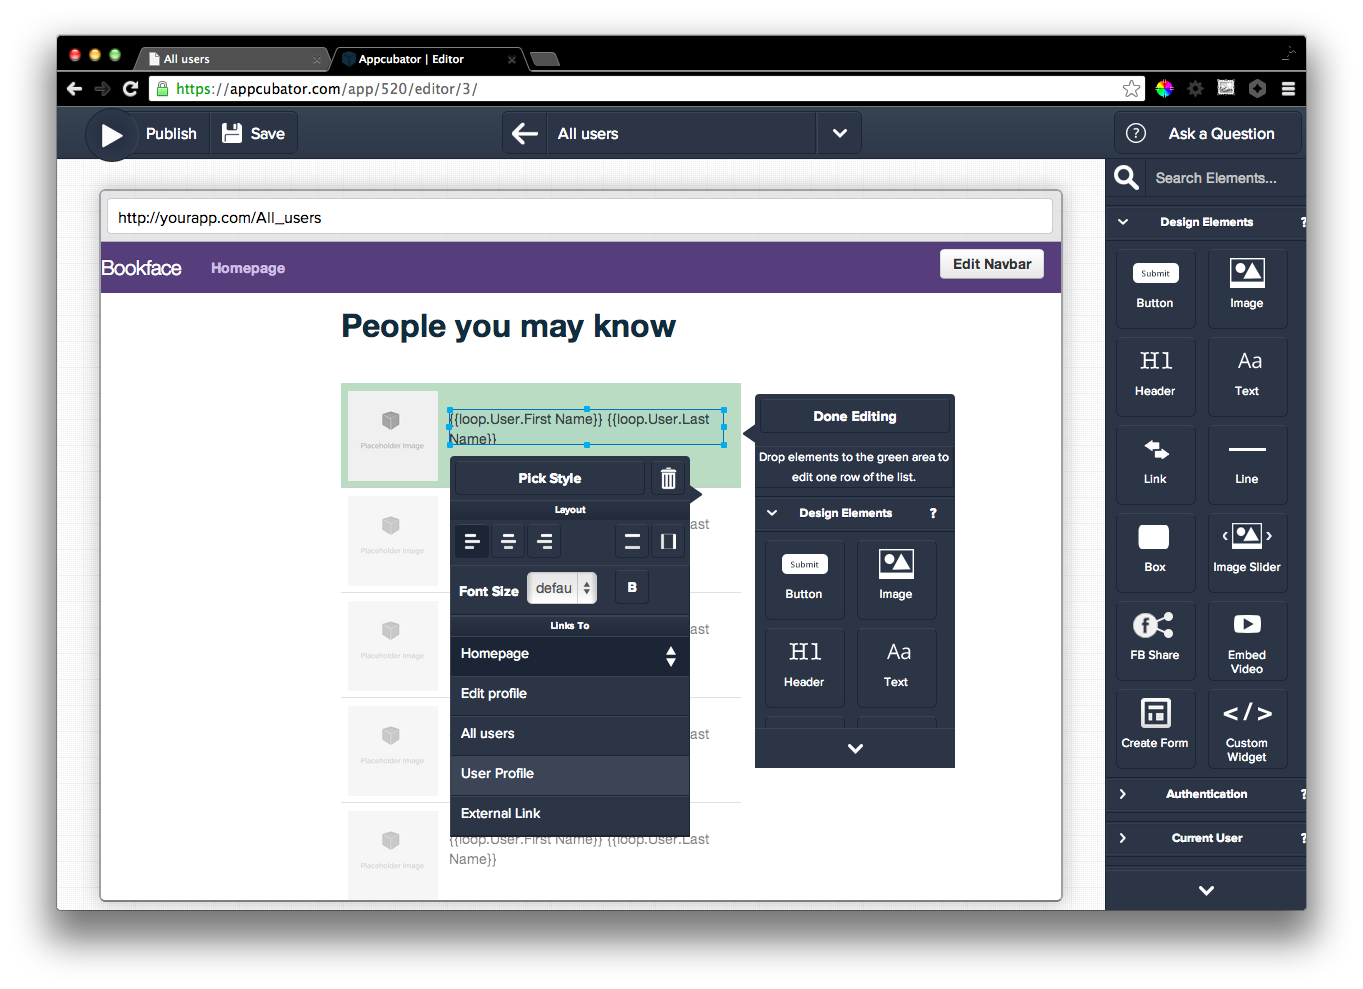 All users
Appcubator | Editor
https://appcubator.com/app/520/editor/3/
Publish
Save
All users
? Ask a Question
Search Elements...
http://yourapp.com/All_users
Bookface
Homepage
Edit Navbar
People you may know
Placeholder Image
{{loop.User.First Name}} {{loop.User.Last
Name}}
Pick Style
Layout
Font Size
defau
B
Links To
Homepage
Edit profile
All users
User Profile
External Link
Placeholder Image
ast
Placeholder Image
ast
Placeholder Image
ast
Placeholder Image
{{loop.User.First Name}} {{loop.User.Last
Name}}
Done Editing
Drop elements to the green area to
edit one row of the list.
Design Elements ?
Submit
Button
Image
H1
Header
Aa
Text
Design Elements ?
Submit
Button
Image
H1
Header
Aa
Text
Link
Line
Box
Image Slider
f
FB Share
Embed
Video
Create Form
</>
Custom
Widget
Authentication ?
Current User ?